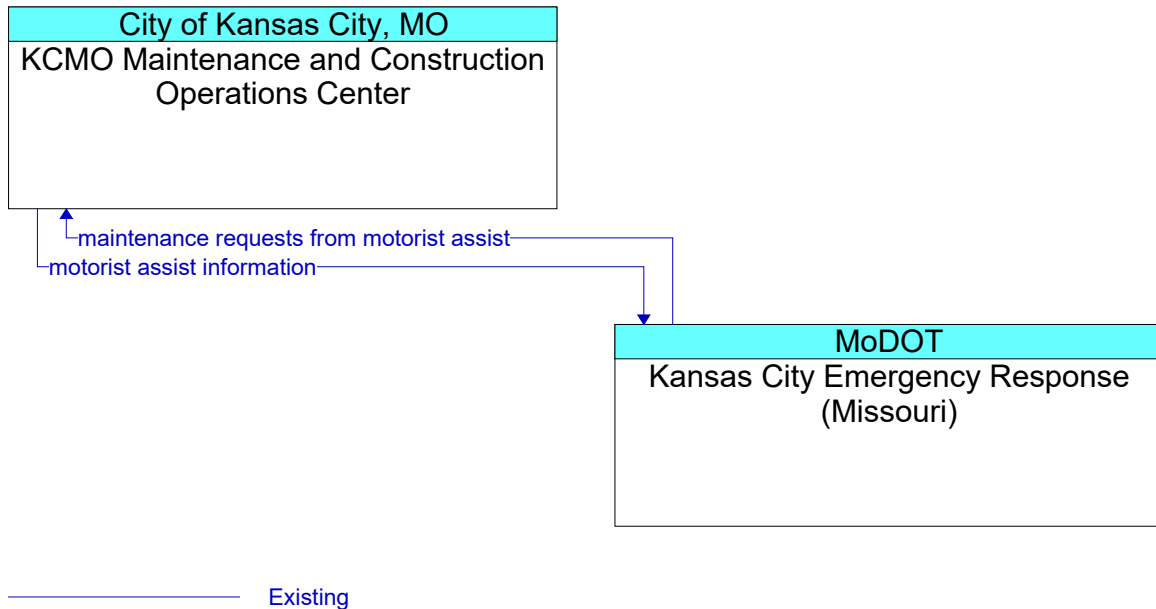 City of Kansas City, MO
KCMO Maintenance and Construction
Operations Center
maintenance requests from motorist assist
motorist assist information
MoDOT
Kansas City Emergency Response
(Missouri)
Existing